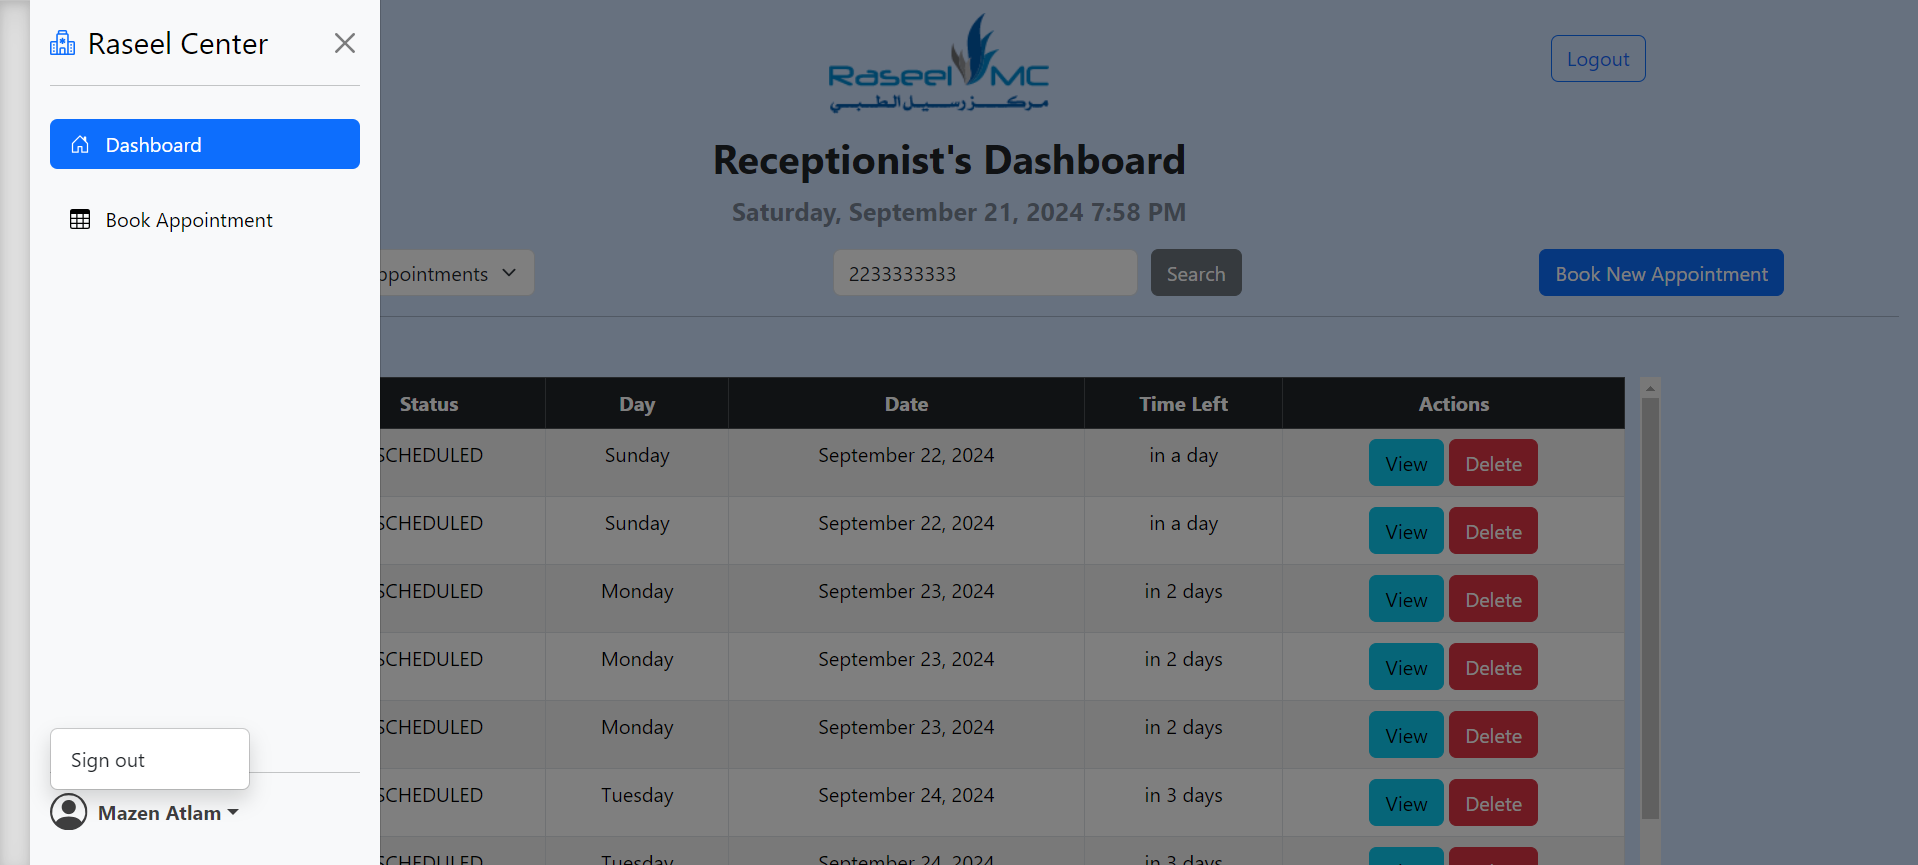 Raseel Center
Dashboard
Book Appointment
Sign out
Mazen Atlam
Raseel MC
مركز رسيل الطبي
Logout
Receptionist's Dashboard
Saturday, September 21, 2024 7:58 PM
ppointments
2233333333
Search
Book New Appointment
Status Day Date Time Left Actions
SCHEDULED Sunday September 22, 2024 in a day View Delete
SCHEDULED Sunday September 22, 2024 in a day View Delete
SCHEDULED Monday September 23, 2024 in 2 days View Delete
SCHEDULED Monday September 23, 2024 in 2 days View Delete
SCHEDULED Monday September 23, 2024 in 2 days View Delete
SCHEDULED Tuesday September 24, 2024 in 3 days View Delete
SCHEDULED Tuesday September 24, 2024 in 3 days View Delete